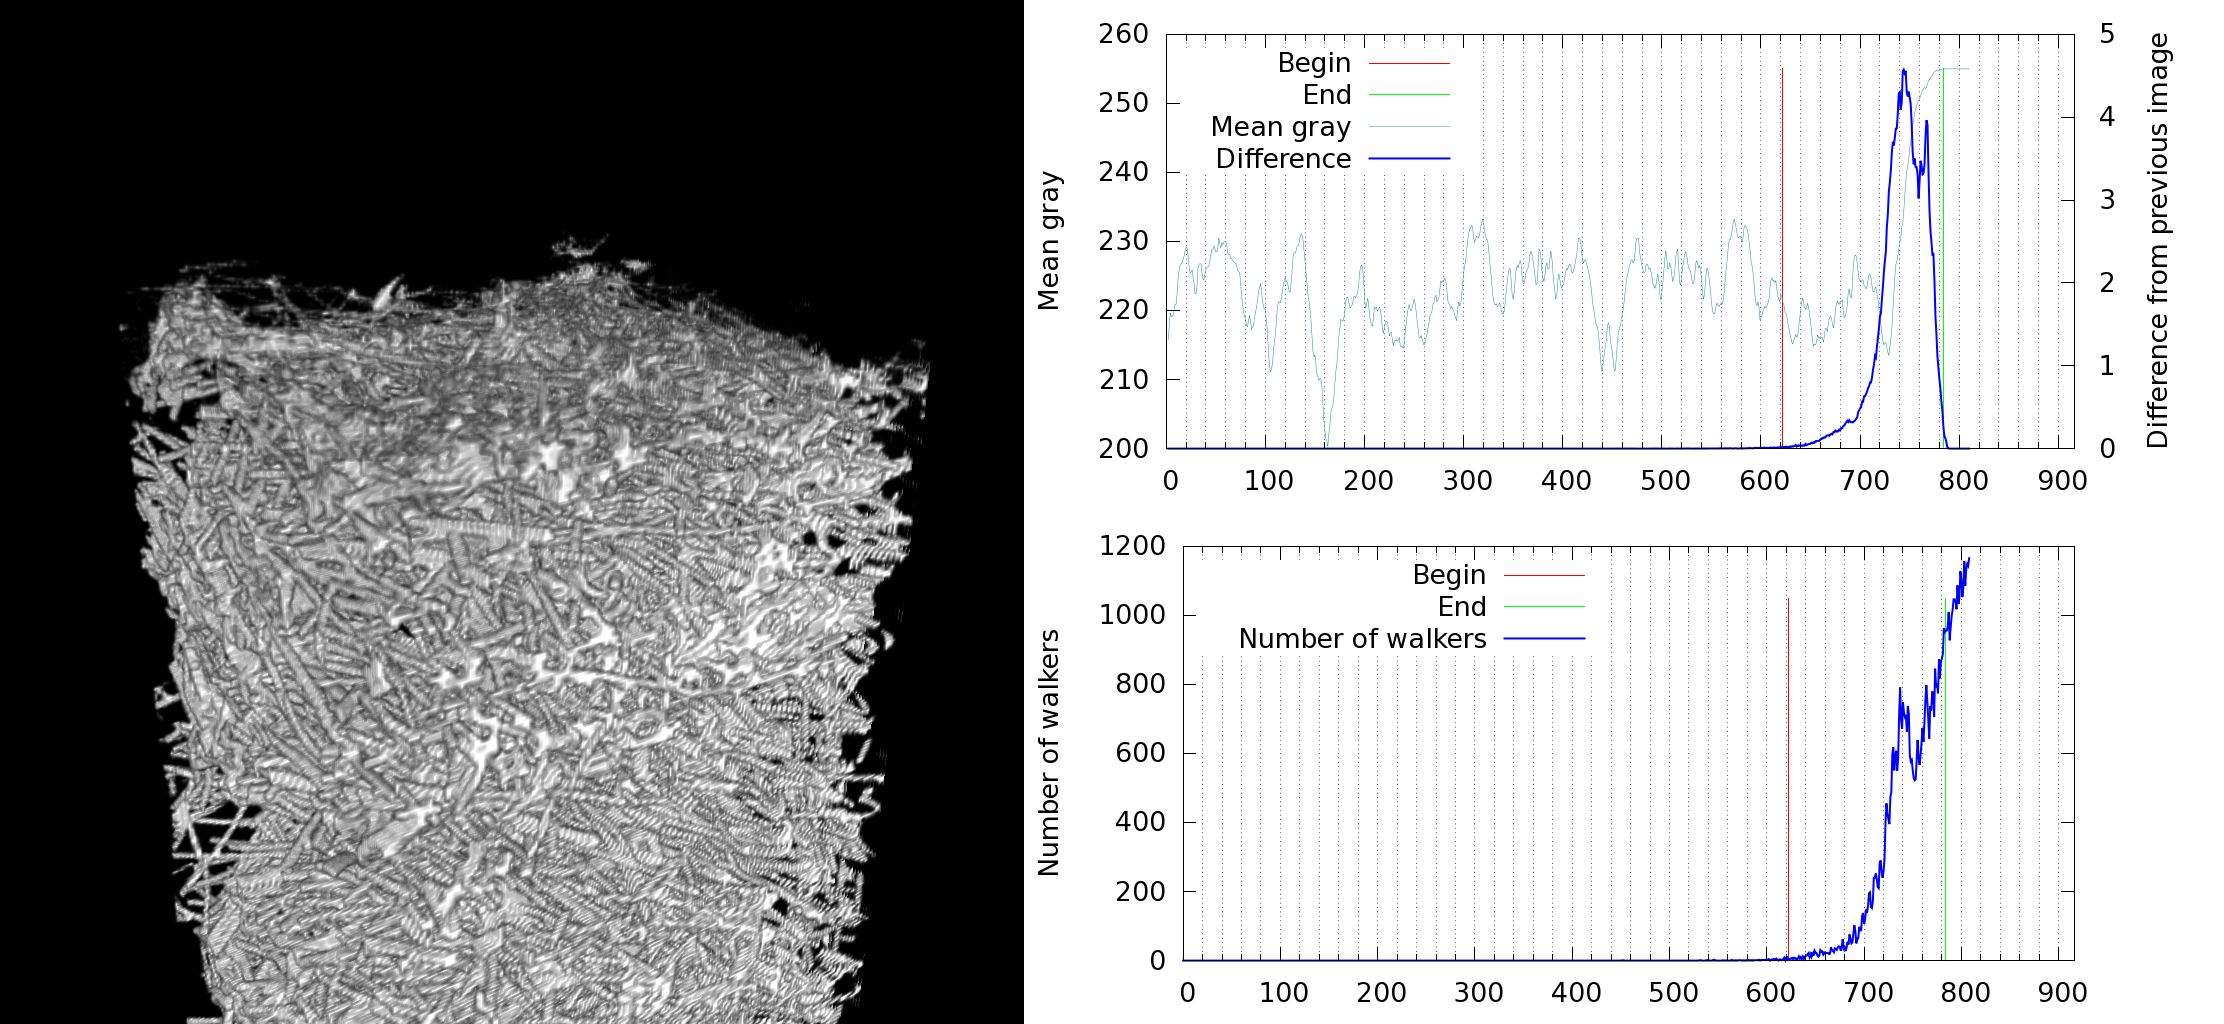 260
250
240
230
220
210
200
Mean gray
Begin
End
Mean gray
Difference
5
4
3
2
1
0
Difference from previous image
0 100 200 300 400 500 600 700 800 900
1200
1000
800
600
400
200
0
Number of walkers
Begin
End
Number of walkers
0 100 200 300 400 500 600 700 800 900